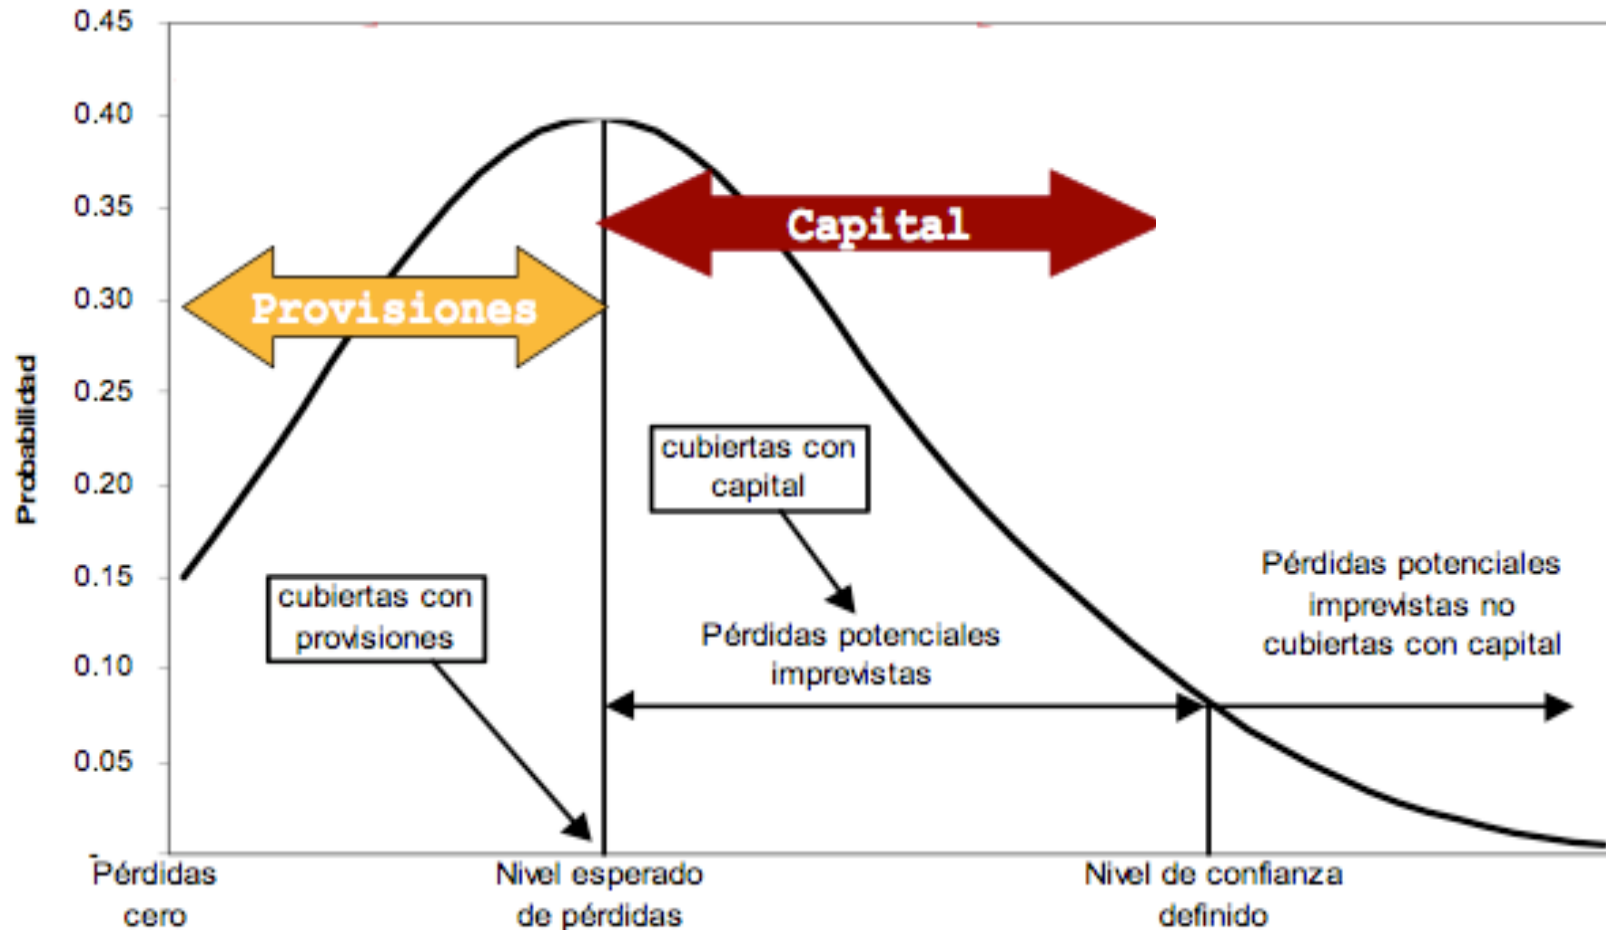 0.45
0.40
0.35
0.30
0.25
0.20
0.15
0.10
0.05
-
Probabilidad
Provisiones
Capital
cubiertas con
capital
cubiertas con
provisiones
Pérdidas potenciales
imprevistas
Pérdidas potenciales
imprevistas no
cubiertas con capital
Pérdidas
cero
Nivel esperado
de pérdidas
Nivel de confianza
definido